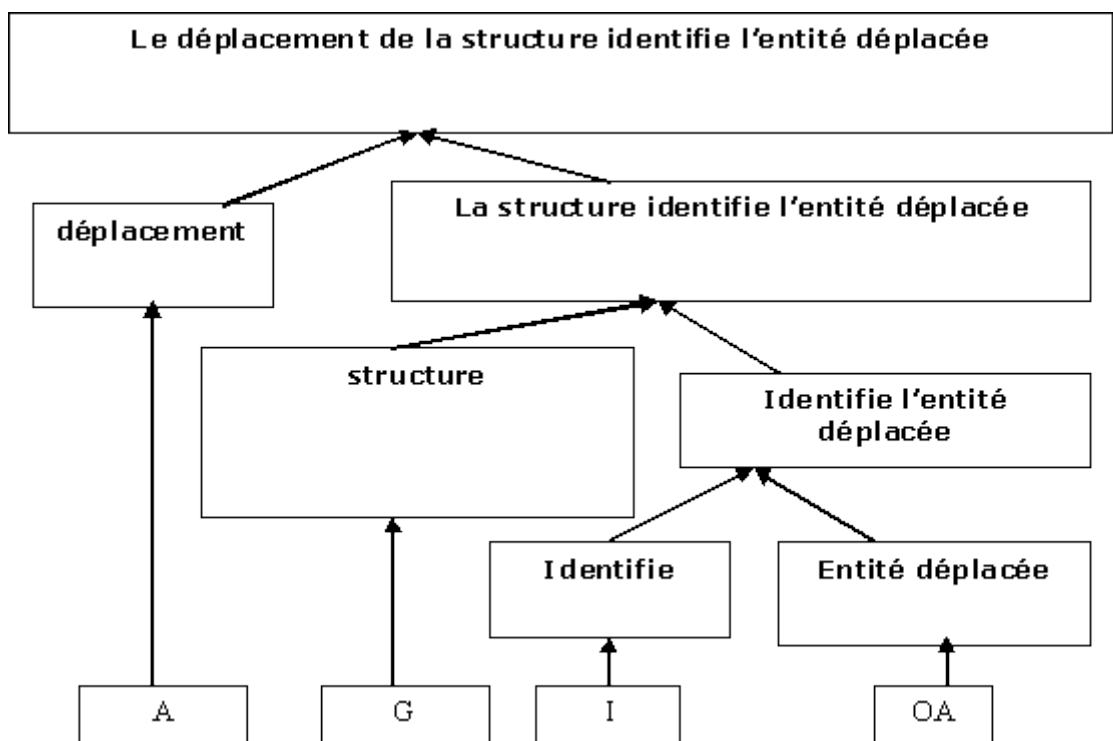 Le déplacement de la structure identifie l’entité déplacée
déplacement
La structure identifie l’entité déplacée
structure
Identifie l’entité
déplacée
Identifie
Entité déplacée
A
G
I
OA